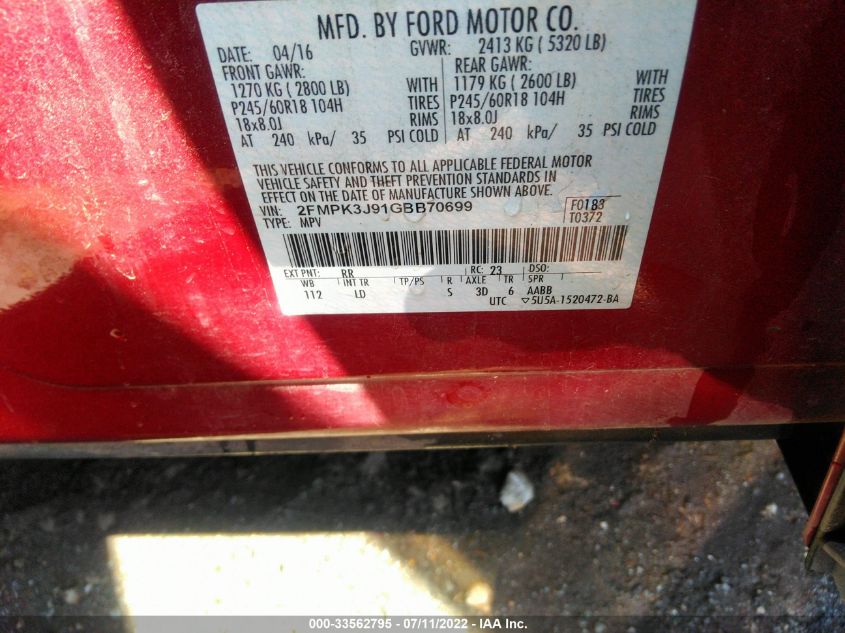 MFD. BY FORD MOTOR CO.
DATE: 04/16 GVWR: 2413 KG ( 5320 LB)
FRONT GAWR: REAR GAWR:
1270 KG ( 2800 LB) WITH 1179 KG ( 2600 LB) WITH
P245/60R18 104H TIRES P245/60R18 104H TIRES
18x8.0J RIMS 18x8.0J RIMS
AT 240 kPa/ 35 PSI COLD AT 240 kPa/ 35 PSI COLD
THIS VEHICLE CONFORMS TO ALL APPLICABLE FEDERAL MOTOR
VEHICLE SAFETY AND THEFT PREVENTION STANDARDS IN
EFFECT ON THE DATE OF MANUFACTURE SHOWN ABOVE.
VIN: 2FMPK3J91GBB70699 F0183
TYPE: MPV T0372
EXT PNT: RR RC: 23 DSO:
WB INT TR TP/PS R AXLE TR SPR
112 LD S 3D 6 AABB
UTC ▽5U5A-1520472-BA
000-33562795 - 07/11/2022 - IAA Inc.